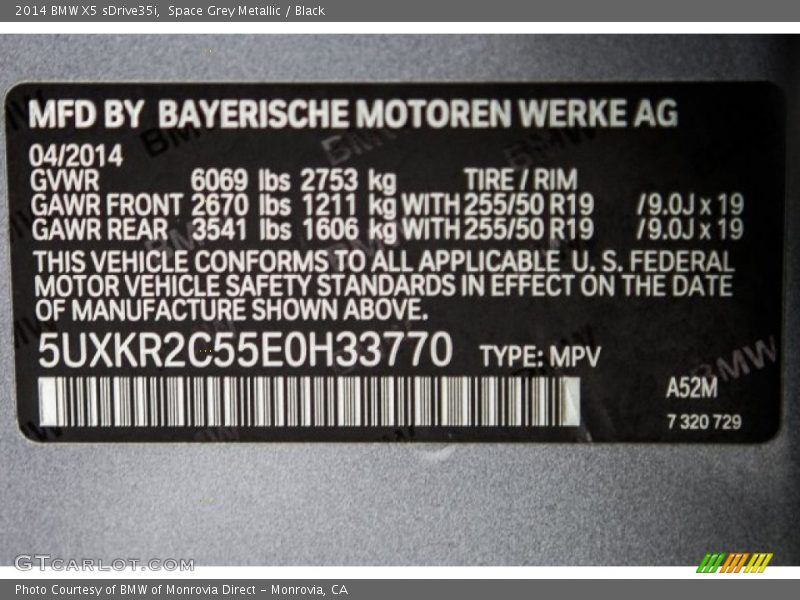 2014 BMW X5 sDrive35i, Space Grey Metallic / Black
MFD BY BAYERISCHE MOTOREN WERKE AG
04/2014
GVWR 6069 lbs 2753 kg TIRE / RIM
GAWR FRONT 2670 lbs 1211 kg WITH 255/50 R19 /9.0J x 19
GAWR REAR 3541 lbs 1606 kg WITH 255/50 R19 /9.0J x 19
THIS VEHICLE CONFORMS TO ALL APPLICABLE U. S. FEDERAL
MOTOR VEHICLE SAFETY STANDARDS IN EFFECT ON THE DATE
OF MANUFACTURE SHOWN ABOVE.
5UXKR2C55E0H33770 TYPE: MPV
BMW
A52M
7 320 729
GTCARLOT.COM
Photo Courtesy of BMW of Monrovia Direct - Monrovia, CA